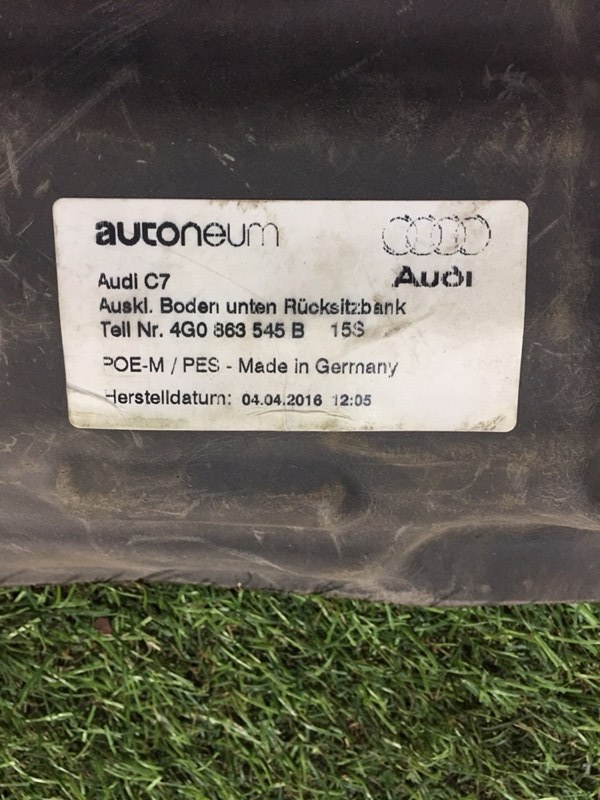 autoneum
Audi
Audi C7
Auskl. Boden unten Rücksitzbank
Teil Nr. 4G0 863 545 B 15S
POE-M / PES - Made in Germany
Herstelldatum: 04.04.2016 12:05